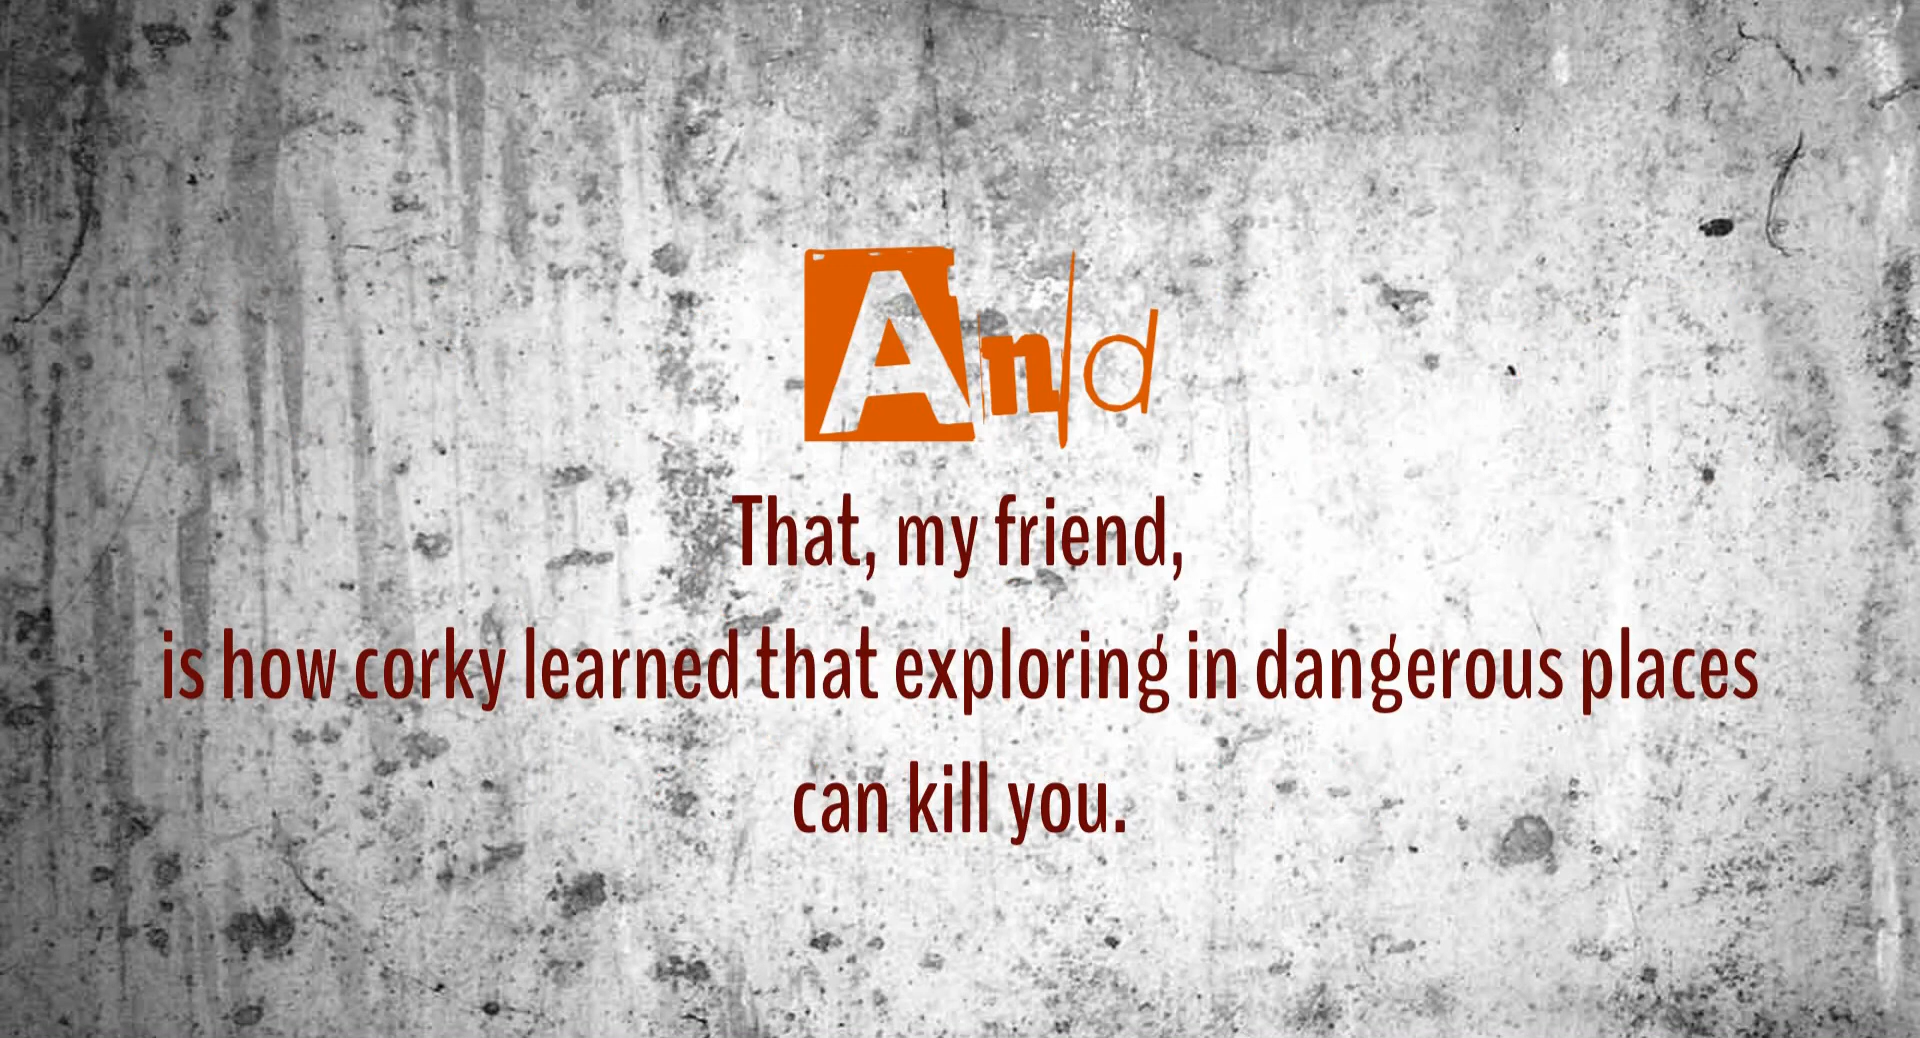 And
That, my friend,
is how corky learned that exploring in dangerous places
can kill you.